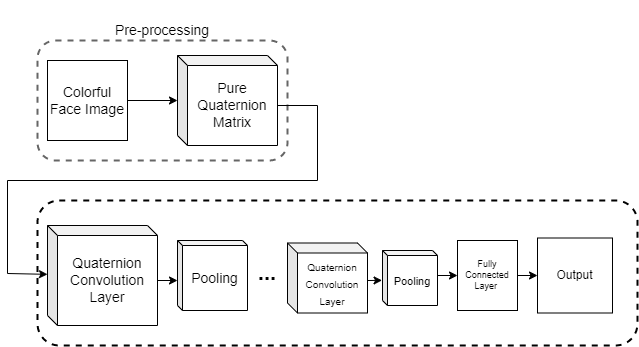 Pre-processing
Colorful
Face Image
Pure
Quaternion
Matrix
Quaternion
Convolution
Layer
Pooling
...
Quaternion
Convolution
Layer
Pooling
Fully
Connected
Layer
Output